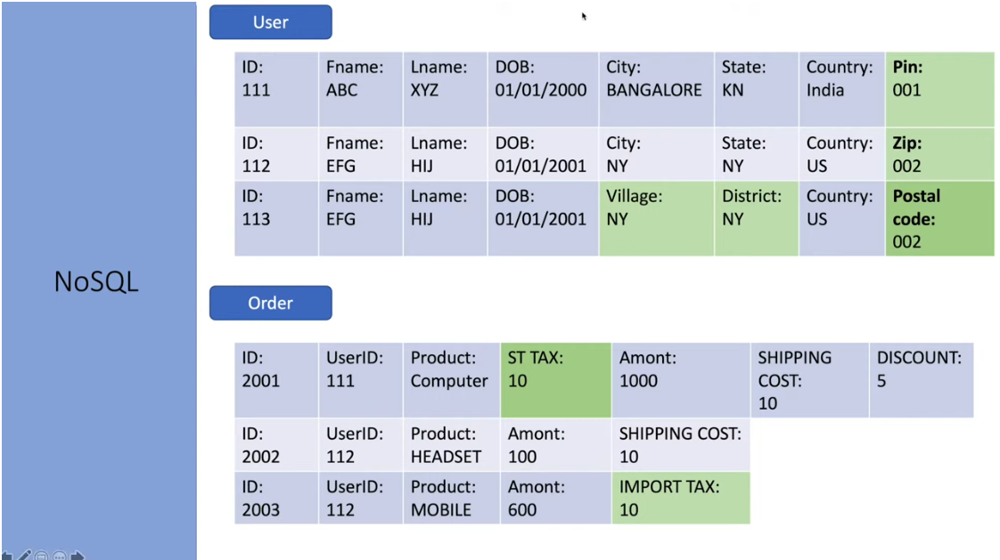 User
ID: Fname: Lname: DOB: City: State: Country: Pin:
111 ABC XYZ 01/01/2000 BANGALORE KN India 001
ID: Fname: Lname: DOB: City: State: Country: Zip:
112 EFG HIJ 01/01/2001 NY NY US 002
ID: Fname: Lname: DOB: Village: District: Country: Postal
113 EFG HIJ 01/01/2001 NY NY US code:
002
NoSQL
Order
ID: UserID: Product: ST TAX: Amont: SHIPPING DISCOUNT:
2001 111 Computer 10 1000 COST: 5
10
ID: UserID: Product: Amont: SHIPPING COST:
2002 112 HEADSET 100 10
ID: UserID: Product: Amont: IMPORT TAX:
2003 112 MOBILE 600 10